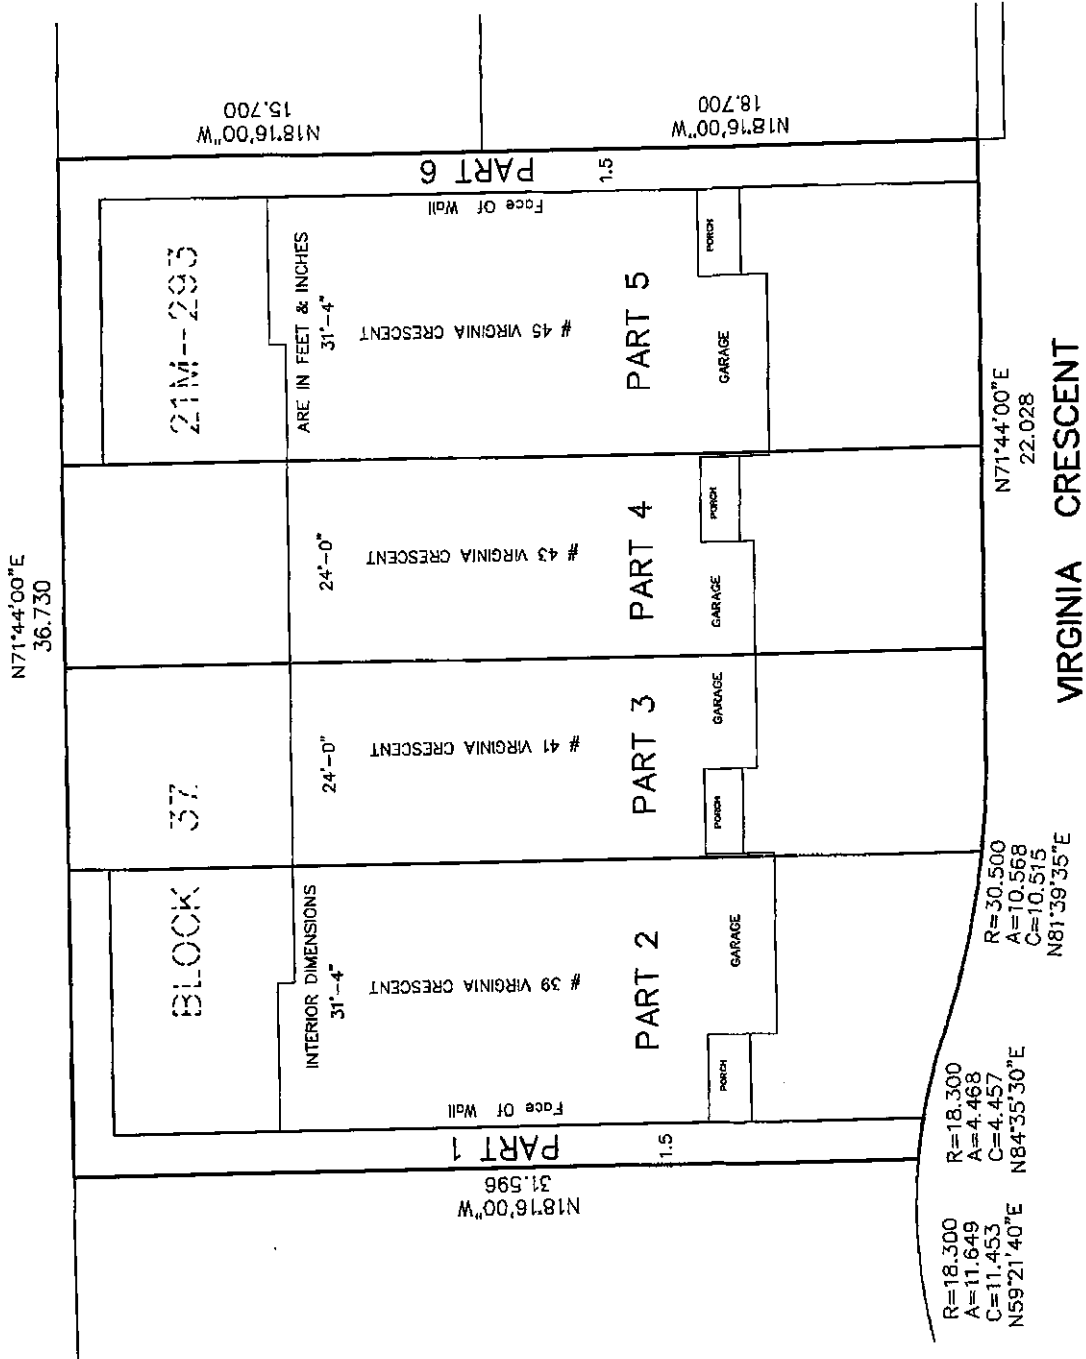 N71°44'00"E
36.730
N18°16'00"W
15.700
N18°16'00"W
18.700
PART 6
1.5
Face Of Wall
21M-293
ARE IN FEET & INCHES
31'-4"
# 45 VIRGINIA CRESCENT
PART 5
PORCH
GARAGE
24'-0"
# 43 VIRGINIA CRESCENT
PART 4
PORCH
GARAGE
37
24'-0"
# 41 VIRGINIA CRESCENT
PART 3
GARAGE
PORCH
BLOCK
INTERIOR DIMENSIONS
31'-4"
# 39 VIRGINIA CRESCENT
PART 2
GARAGE
PORCH
Face Of Wall
PART 1
1.5
N18°16'00"W
31.596
N71°44'00"E
22.028
VIRGINIA CRESCENT
R=30.500
A=10.568
C=10.515
N81°39'35"E
R=18.300
A=4.468
C=4.457
N84°35'30"E
R=18.300
A=11.649
C=11.453
N59°21'40"E